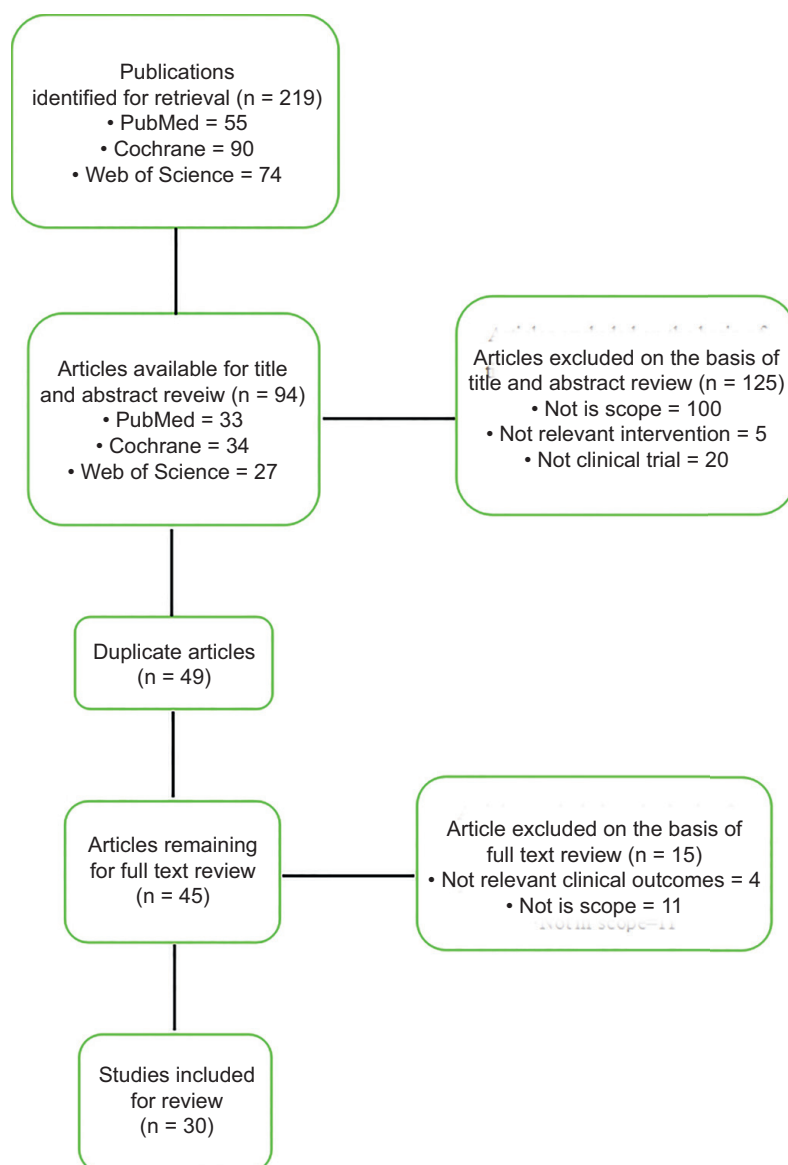 Publications
identified for retrieval (n = 219)
• PubMed = 55
• Cochrane = 90
• Web of Science = 74
Articles available for title
and abstract reveiw (n = 94)
• PubMed = 33
• Cochrane = 34
• Web of Science = 27
Articles excluded on the basis of
title and abstract review (n = 125)
• Not is scope = 100
• Not relevant intervention = 5
• Not clinical trial = 20
Duplicate articles
(n = 49)
Articles remaining
for full text review
(n = 45)
Article excluded on the basis of
full text review (n = 15)
• Not relevant clinical outcomes = 4
• Not is scope = 11
Studies included
for review
(n = 30)